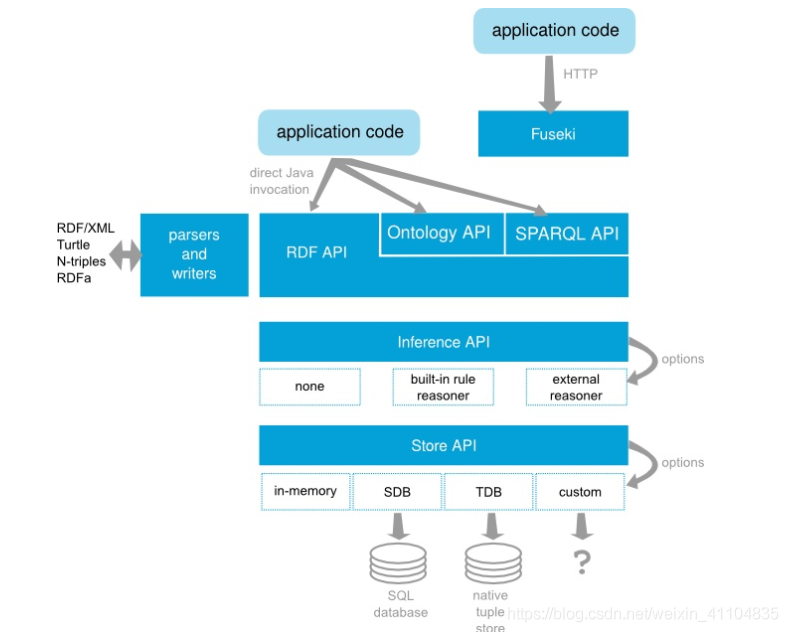 application code
HTTP
Fuseki
application code
direct Java
invocation
RDF/XML
Turtle
N-triples
RDFa
parsers
and
writers
RDF API
Ontology API
SPARQL API
Inference API
options
none
built-in rule
reasoner
external
reasoner
Store API
options
in-memory
SDB
TDB
custom
?
SQL
database
native
tuple
store
https://blog.csdn.net/weixin_41104835